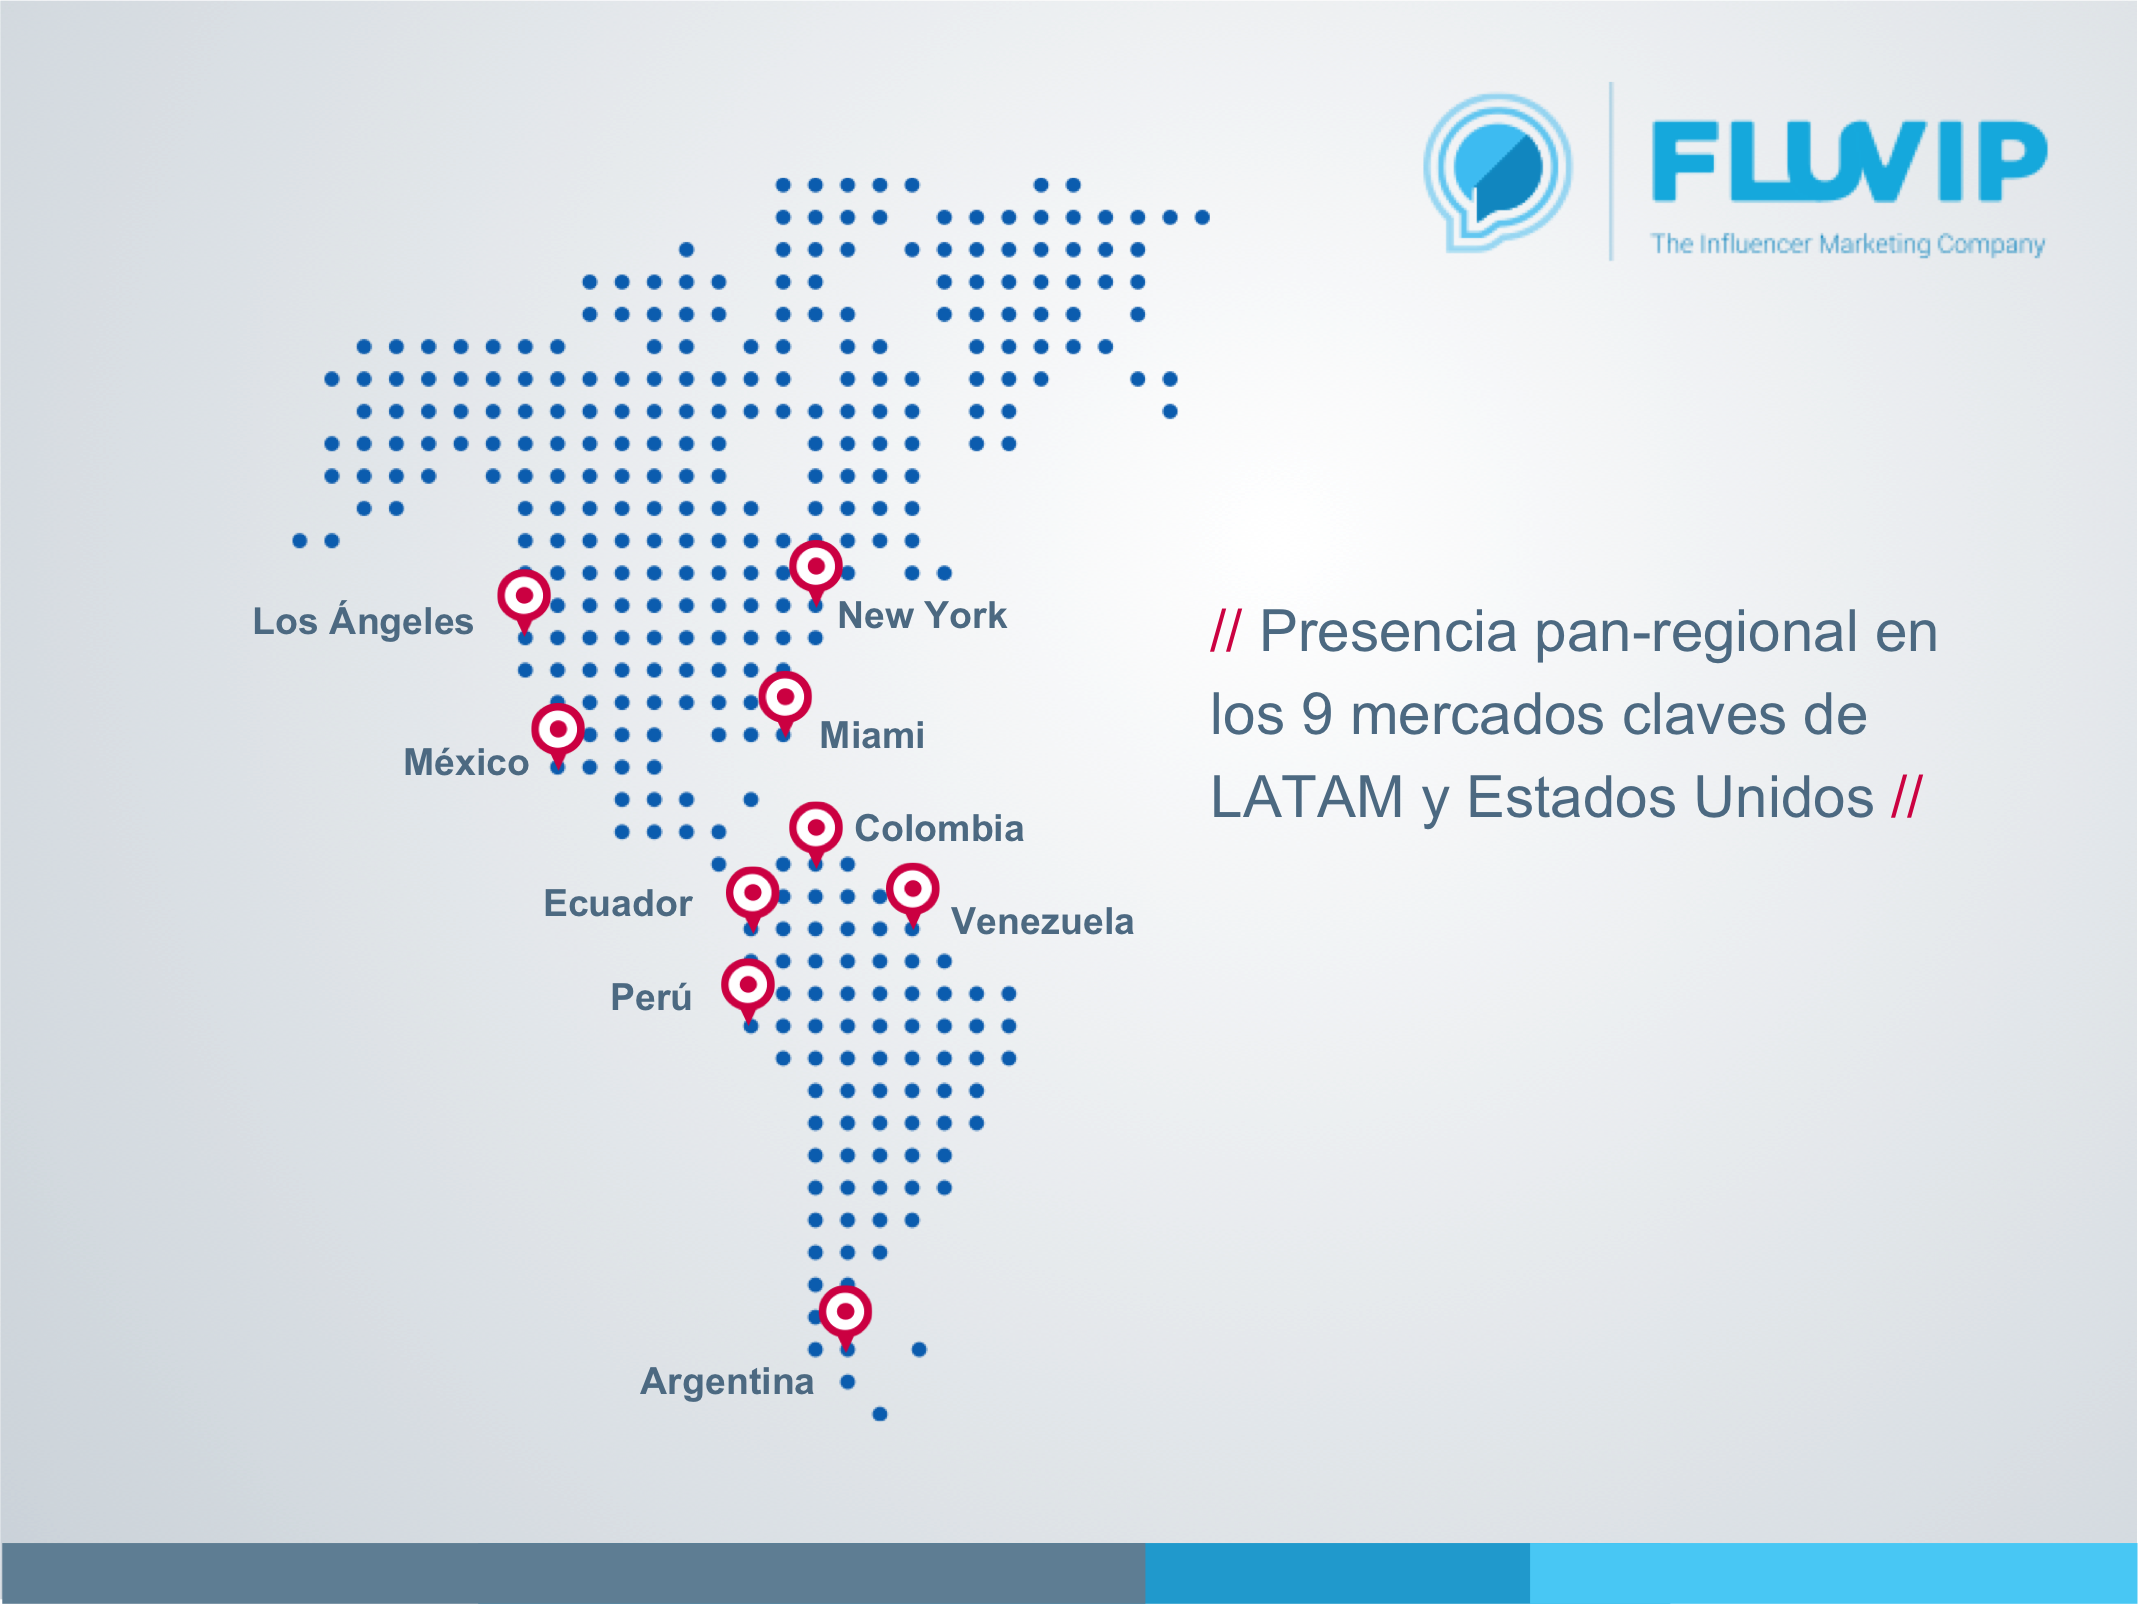 FLUVIP
The Influencer Marketing Company
Los Ángeles
New York
México
Miami
Colombia
Ecuador
Venezuela
Perú
Argentina
// Presencia pan-regional en
los 9 mercados claves de
LATAM y Estados Unidos //